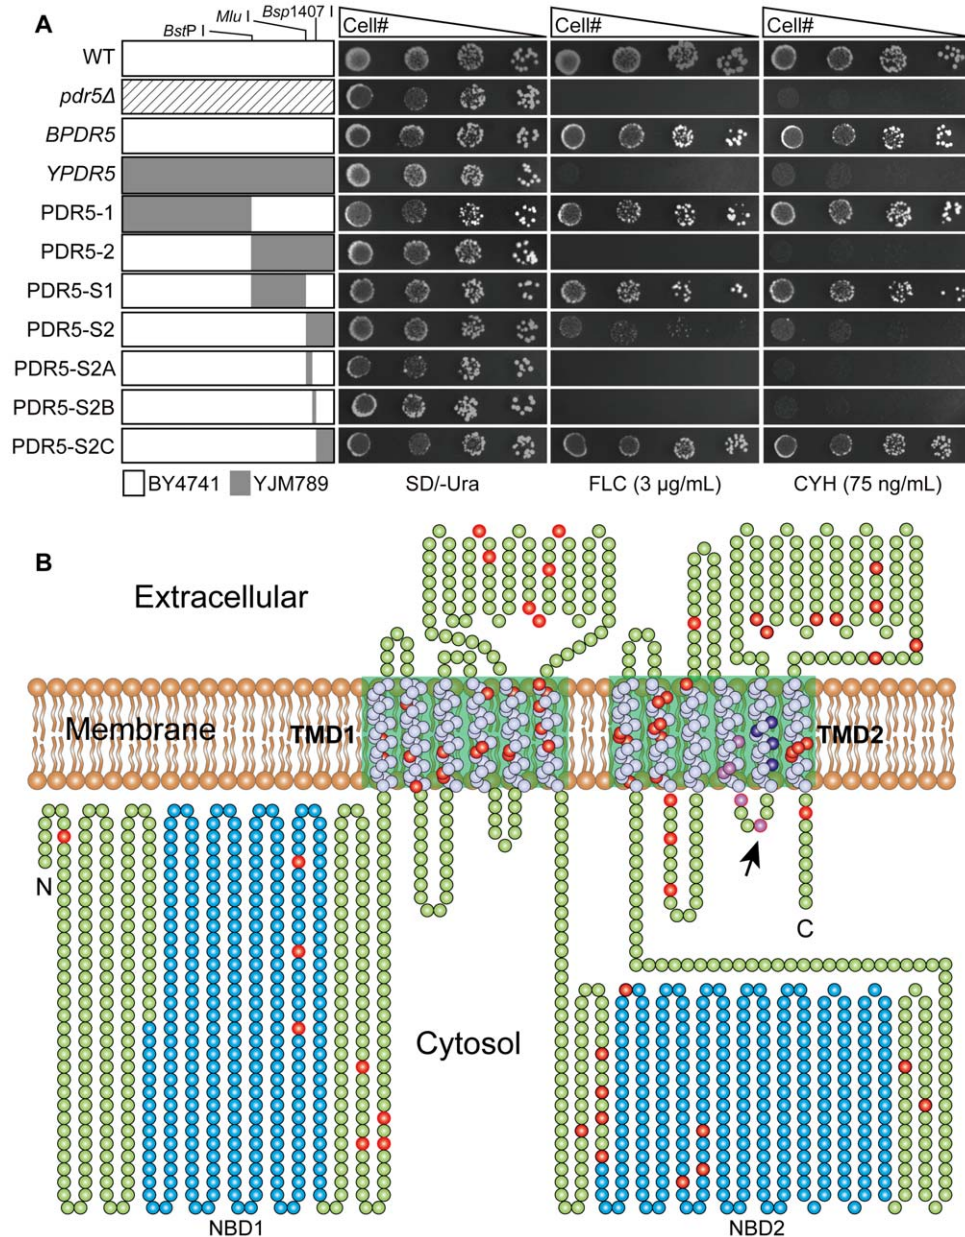 A
BstP I
Mlu I
Bsp1407 I
Cell#
Cell#
Cell#
WT
pdr5Δ
BPDR5
YPDR5
PDR5-1
PDR5-2
PDR5-S1
PDR5-S2
PDR5-S2A
PDR5-S2B
PDR5-S2C
BY4741
YJM789
SD/-Ura
FLC (3 µg/mL)
CYH (75 ng/mL)
B
Extracellular
Membrane
TMD1
TMD2
N
C
Cytosol
NBD1
NBD2